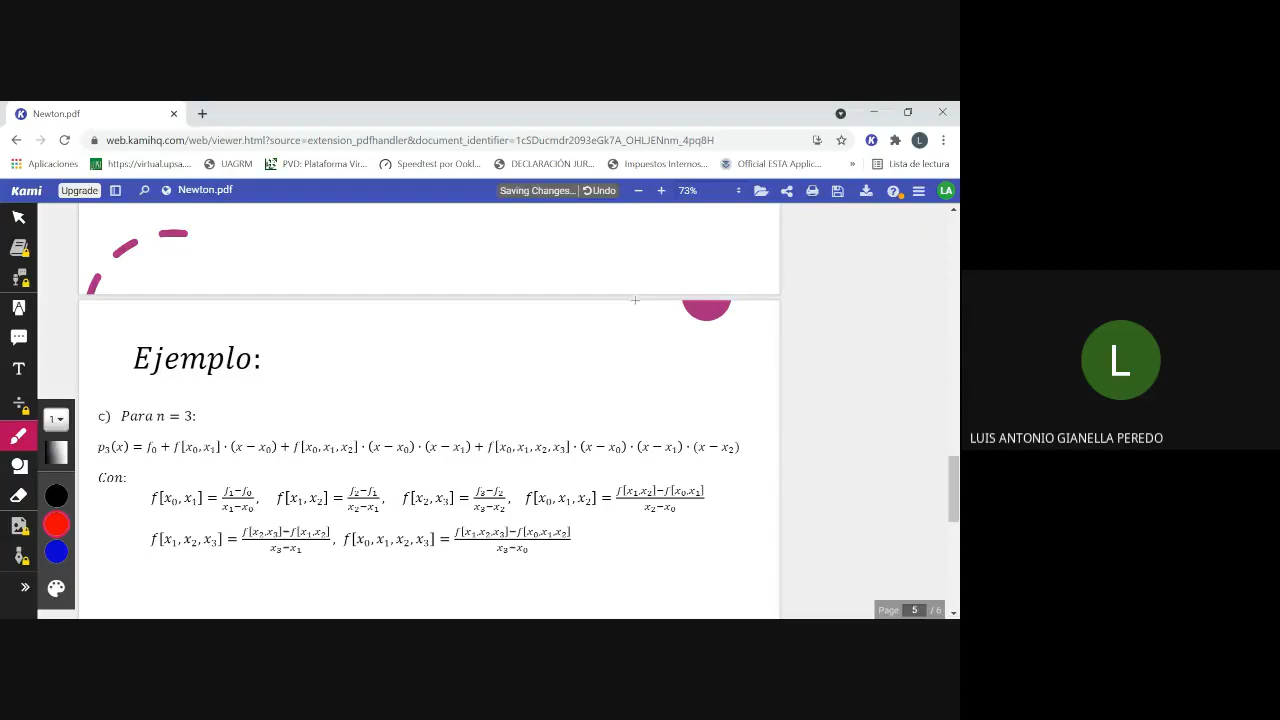 Newton.pdf
web.kamihq.com/web/viewer.html?source=extension_pdfhandler&document_identifier=1cSDucmdr2093eGk7A_OHLJENnm_4pq8H
L
Aplicaciones https://virtual.upsa... UAGRM PVD: Plataforma Vir... Speedtest por Ookl... DECLARACIÓN JUR... Impuestos Internos... Official ESTA Applic... » Lista de lectura
Kami Upgrade Newton.pdf Saving Changes... Undo 73% LA
Ejemplo:
c) Para n = 3:
p₃(x) = f₀ + f[x₀, x₁] · (x − x₀) + f[x₀, x₁, x₂] · (x − x₀) · (x − x₁) + f[x₀, x₁, x₂, x₃] · (x − x₀) · (x − x₁) · (x − x₂)
Con:
f[x₀, x₁] = (f₁−f₀)/(x₁−x₀), f[x₁, x₂] = (f₂−f₁)/(x₂−x₁), f[x₂, x₃] = (f₃−f₂)/(x₃−x₂), f[x₀, x₁, x₂] = (f[x₁,x₂]−f[x₀,x₁])/(x₂−x₀)
f[x₁, x₂, x₃] = (f[x₂,x₃]−f[x₁,x₂])/(x₃−x₁), f[x₀, x₁, x₂, x₃] = (f[x₁,x₂,x₃]−f[x₀,x₁,x₂])/(x₃−x₀)
1
Page 5 / 6
L
LUIS ANTONIO GIANELLA PEREDO